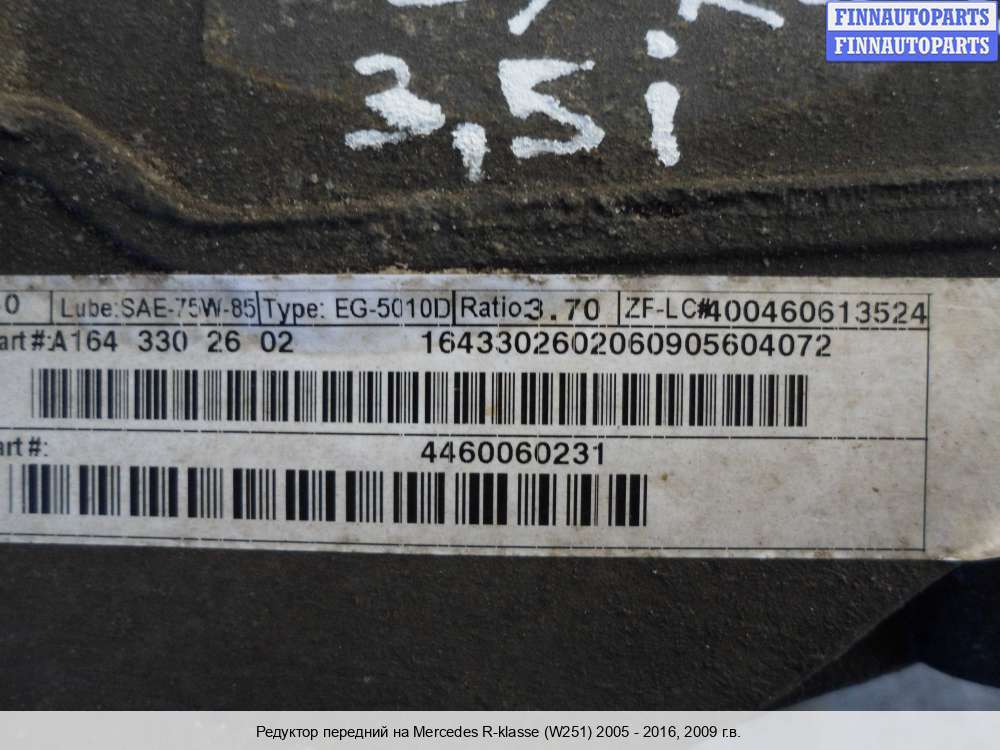 FINNAUTOPARTS
FINNAUTOPARTS
3,5i
0 Lube:SAE-75W-85 Type: EG-5010D Ratio:3.70 ZF-LC#400460613524
art #:A164 330 26 02 1643302602060905604072
art #: 4460060231
Редуктор передний на Mercedes R-klasse (W251) 2005 - 2016, 2009 г.в.